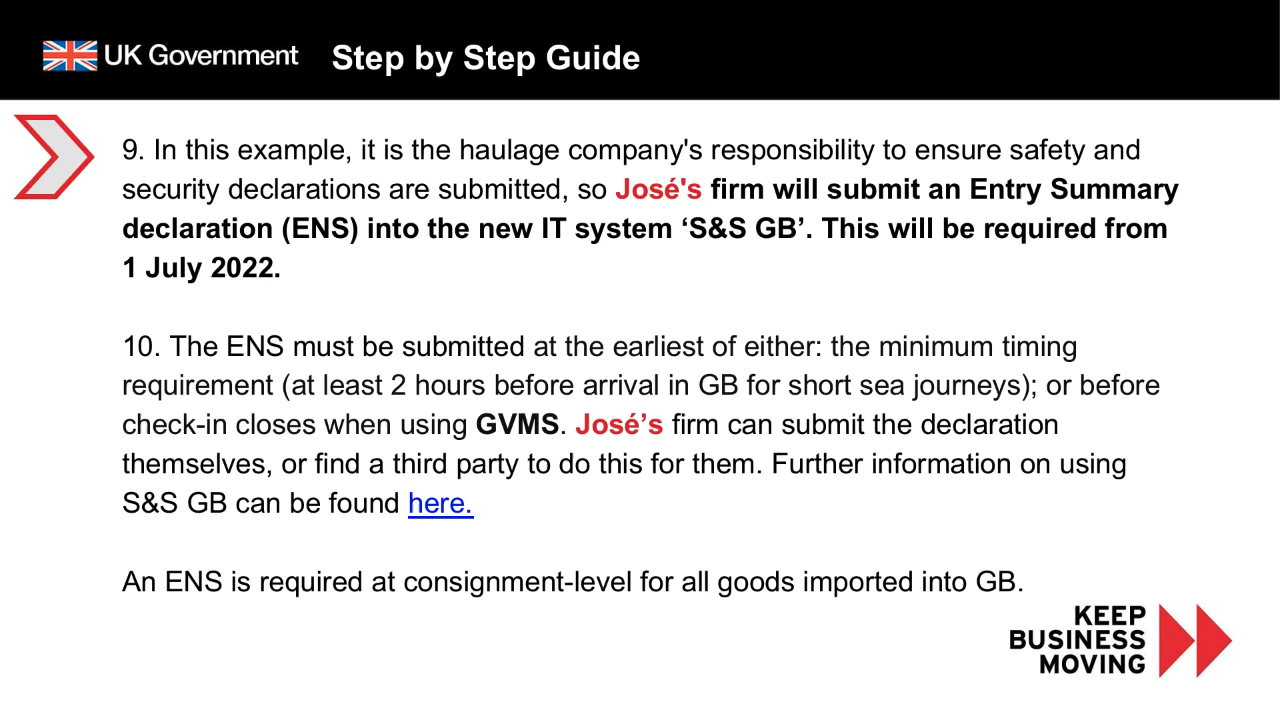 UK Government Step by Step Guide
9. In this example, it is the haulage company's responsibility to ensure safety and
security declarations are submitted, so José's firm will submit an Entry Summary
declaration (ENS) into the new IT system ‘S&S GB’. This will be required from
1 July 2022.
10. The ENS must be submitted at the earliest of either: the minimum timing
requirement (at least 2 hours before arrival in GB for short sea journeys); or before
check-in closes when using GVMS. José’s firm can submit the declaration
themselves, or find a third party to do this for them. Further information on using
S&S GB can be found here.
An ENS is required at consignment-level for all goods imported into GB.
KEEP
BUSINESS
MOVING